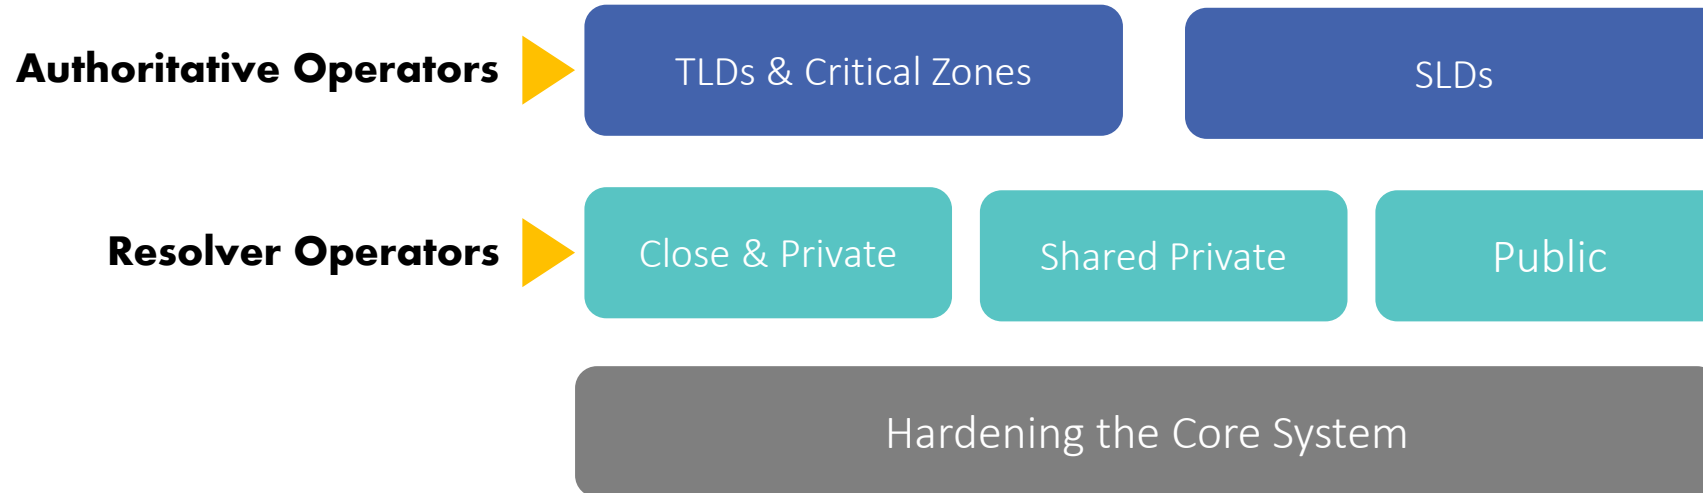 Authoritative Operators
TLDs & Critical Zones
SLDs
Resolver Operators
Close & Private
Shared Private
Public
Hardening the Core System